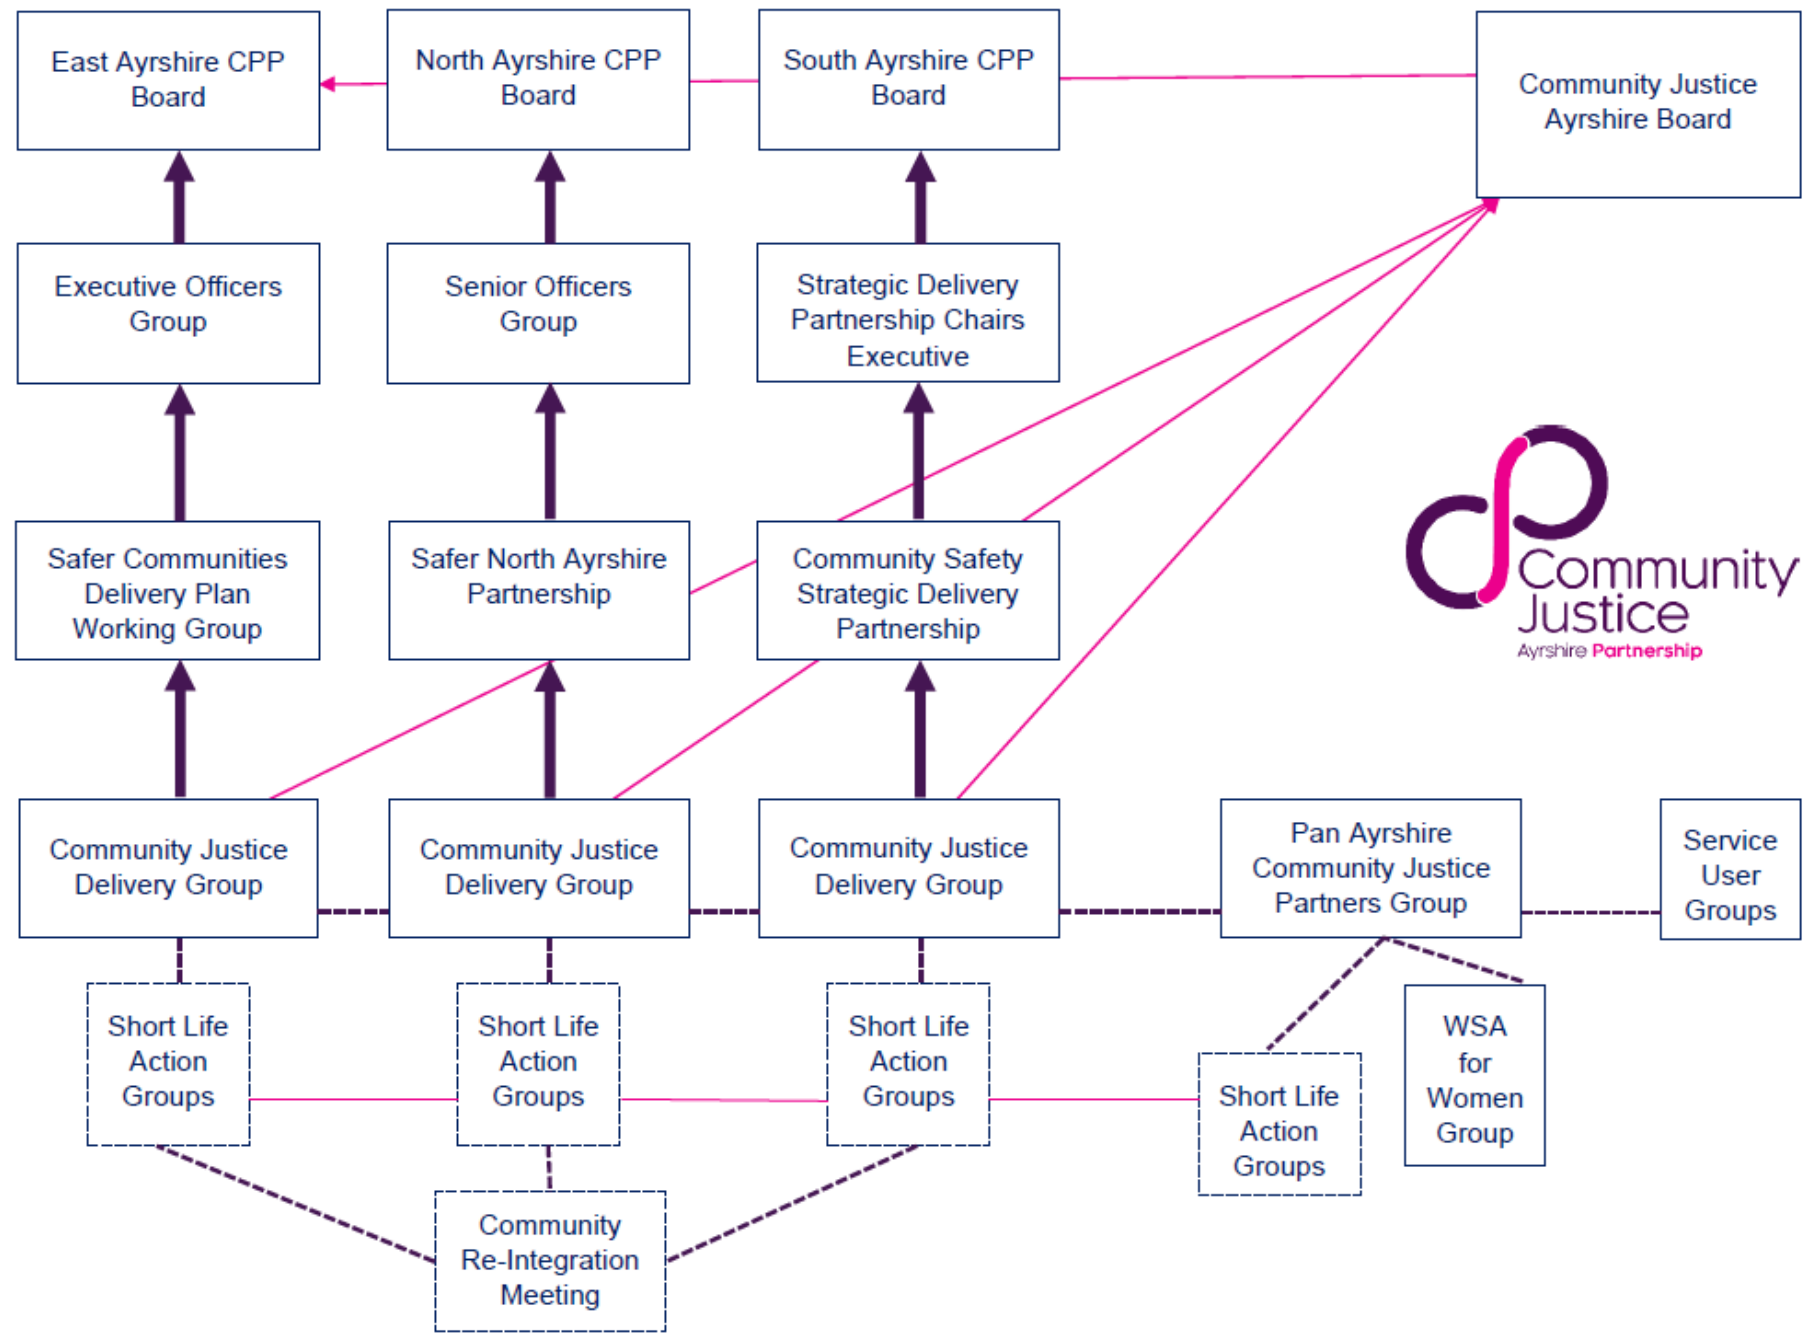 East Ayrshire CPP
Board
North Ayrshire CPP
Board
South Ayrshire CPP
Board
Community Justice
Ayrshire Board
Executive Officers
Group
Senior Officers
Group
Strategic Delivery
Partnership Chairs
Executive
Safer Communities
Delivery Plan
Working Group
Safer North Ayrshire
Partnership
Community Safety
Strategic Delivery
Partnership
Community
Justice
Ayrshire Partnership
Community Justice
Delivery Group
Community Justice
Delivery Group
Community Justice
Delivery Group
Pan Ayrshire
Community Justice
Partners Group
Service
User
Groups
Short Life
Action
Groups
Short Life
Action
Groups
Short Life
Action
Groups
Short Life
Action
Groups
WSA
for
Women
Group
Community
Re-Integration
Meeting